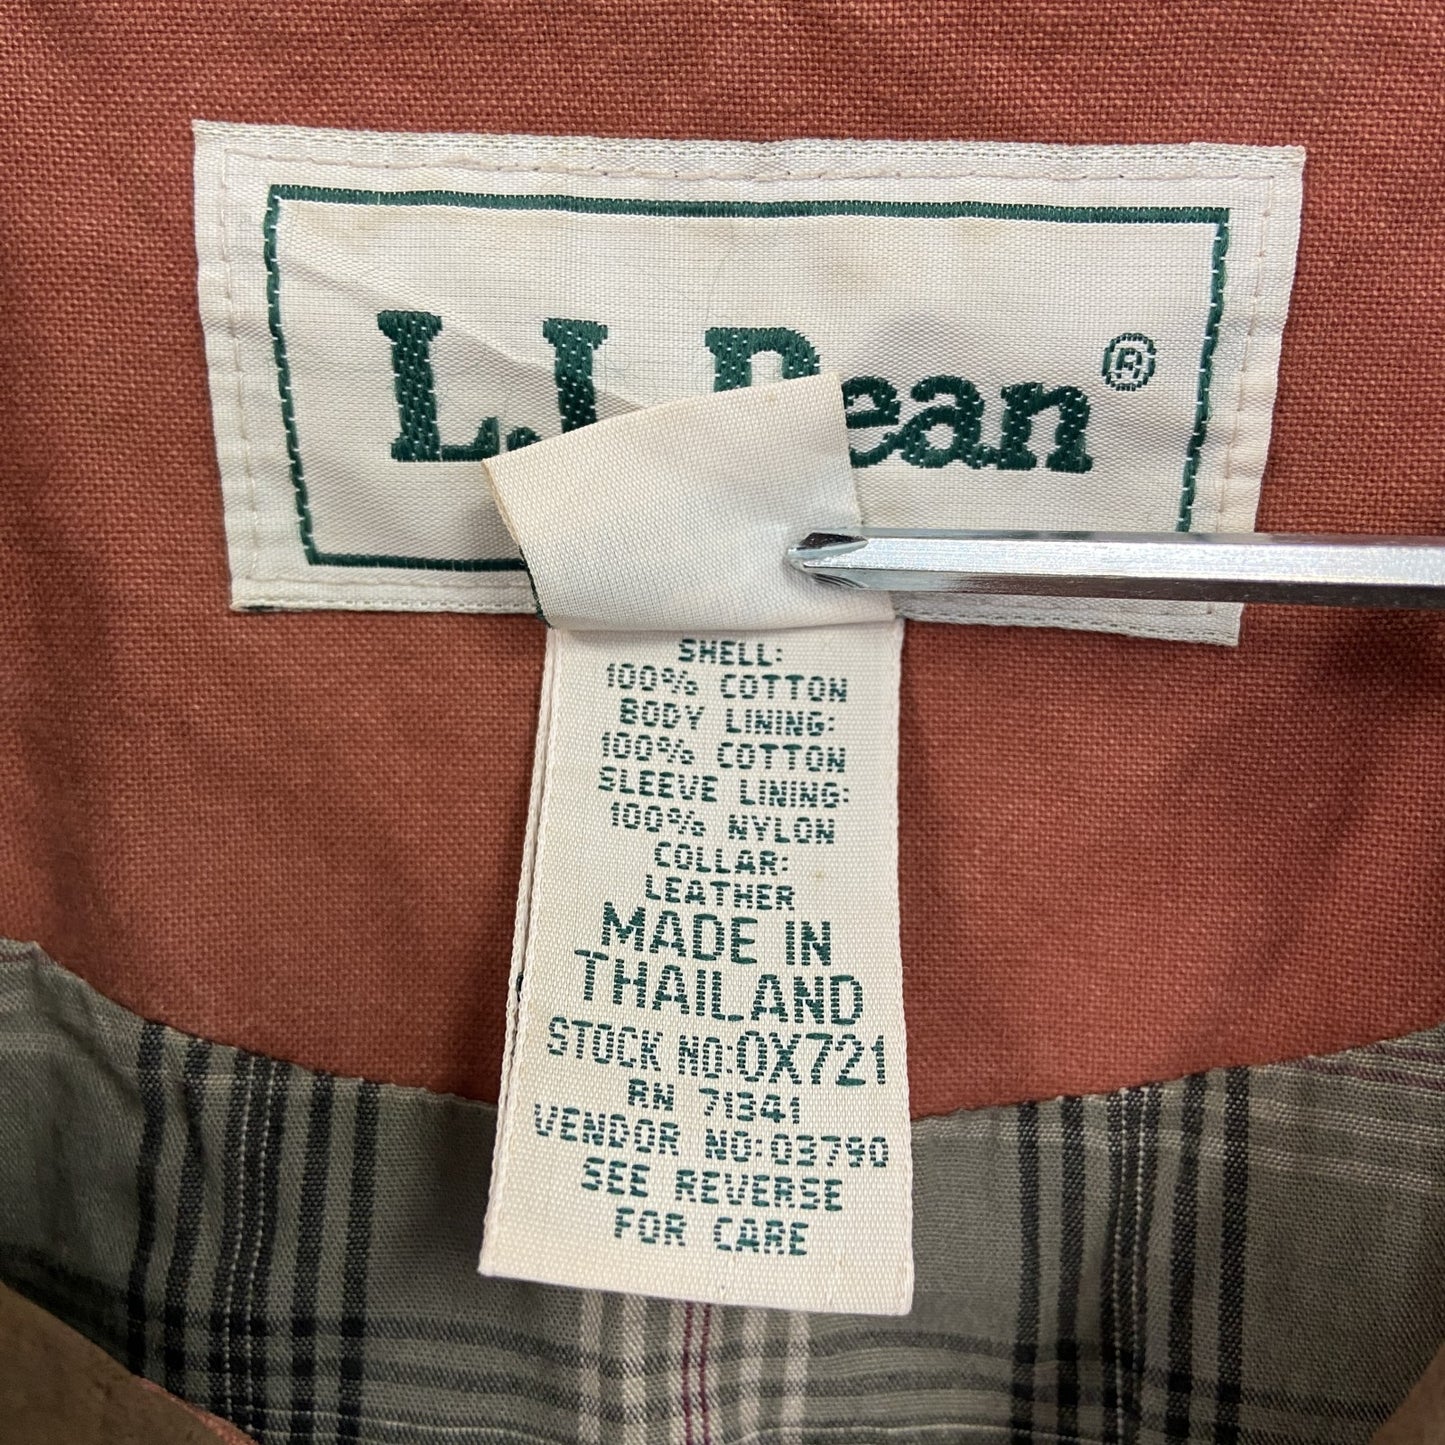 L.L.Bean®
SHELL:
100% COTTON
BODY LINING:
100% COTTON
SLEEVE LINING:
100% NYLON
COLLAR:
LEATHER
MADE IN
THAILAND
STOCK NO:0X721
RN 71341
VENDOR NO:03790
SEE REVERSE
FOR CARE